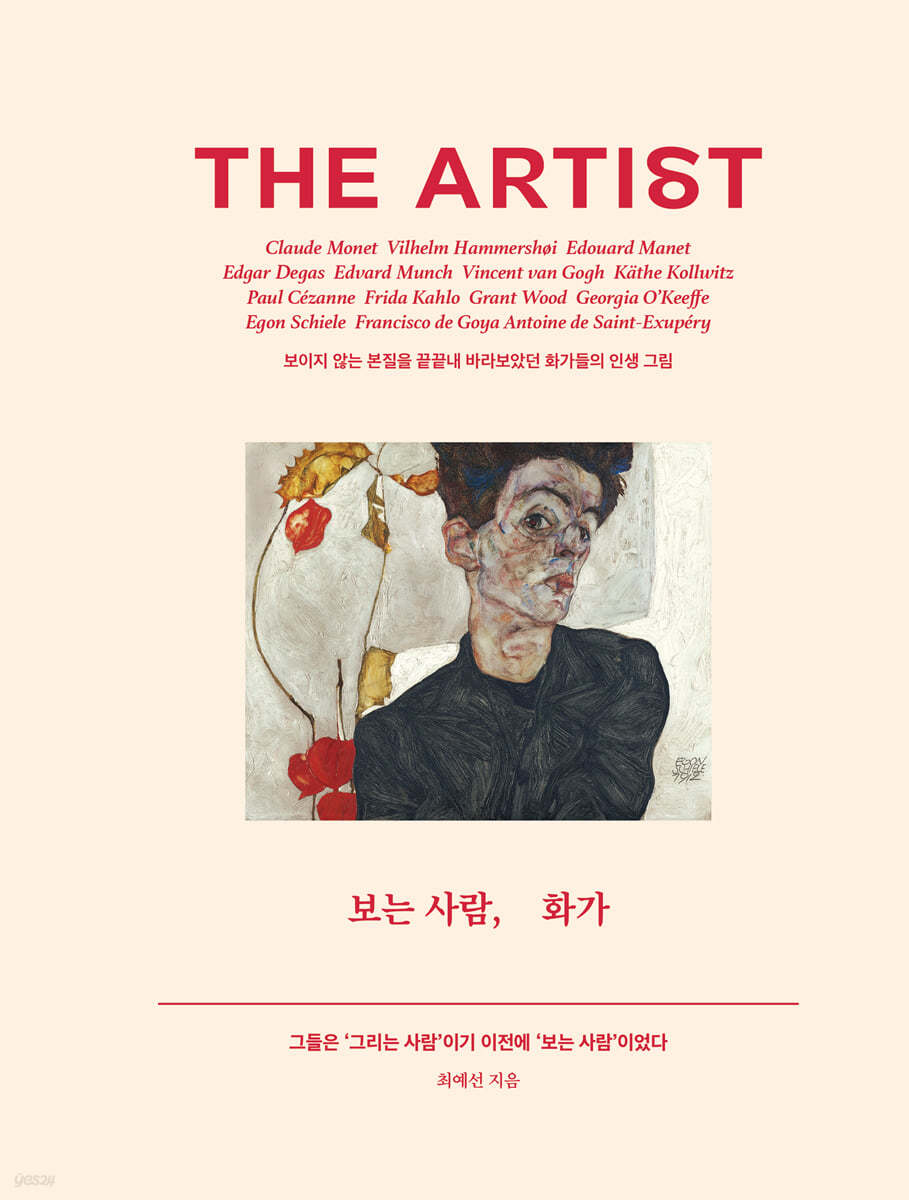 THE ARTIST
Claude Monet Vilhelm Hammershøi Edouard Manet
Edgar Degas Edvard Munch Vincent van Gogh Käthe Kollwitz
Paul Cézanne Frida Kahlo Grant Wood Georgia O’Keeffe
Egon Schiele Francisco de Goya Antoine de Saint-Exupéry
보이지 않는 본질을 끝끝내 바라보았던 화가들의 인생 그림
EGON
SCHIELE
1912
보는 사람, 화가
그들은 ‘그리는 사람’이기 이전에 ‘보는 사람’이었다
최예선 지음
yes24